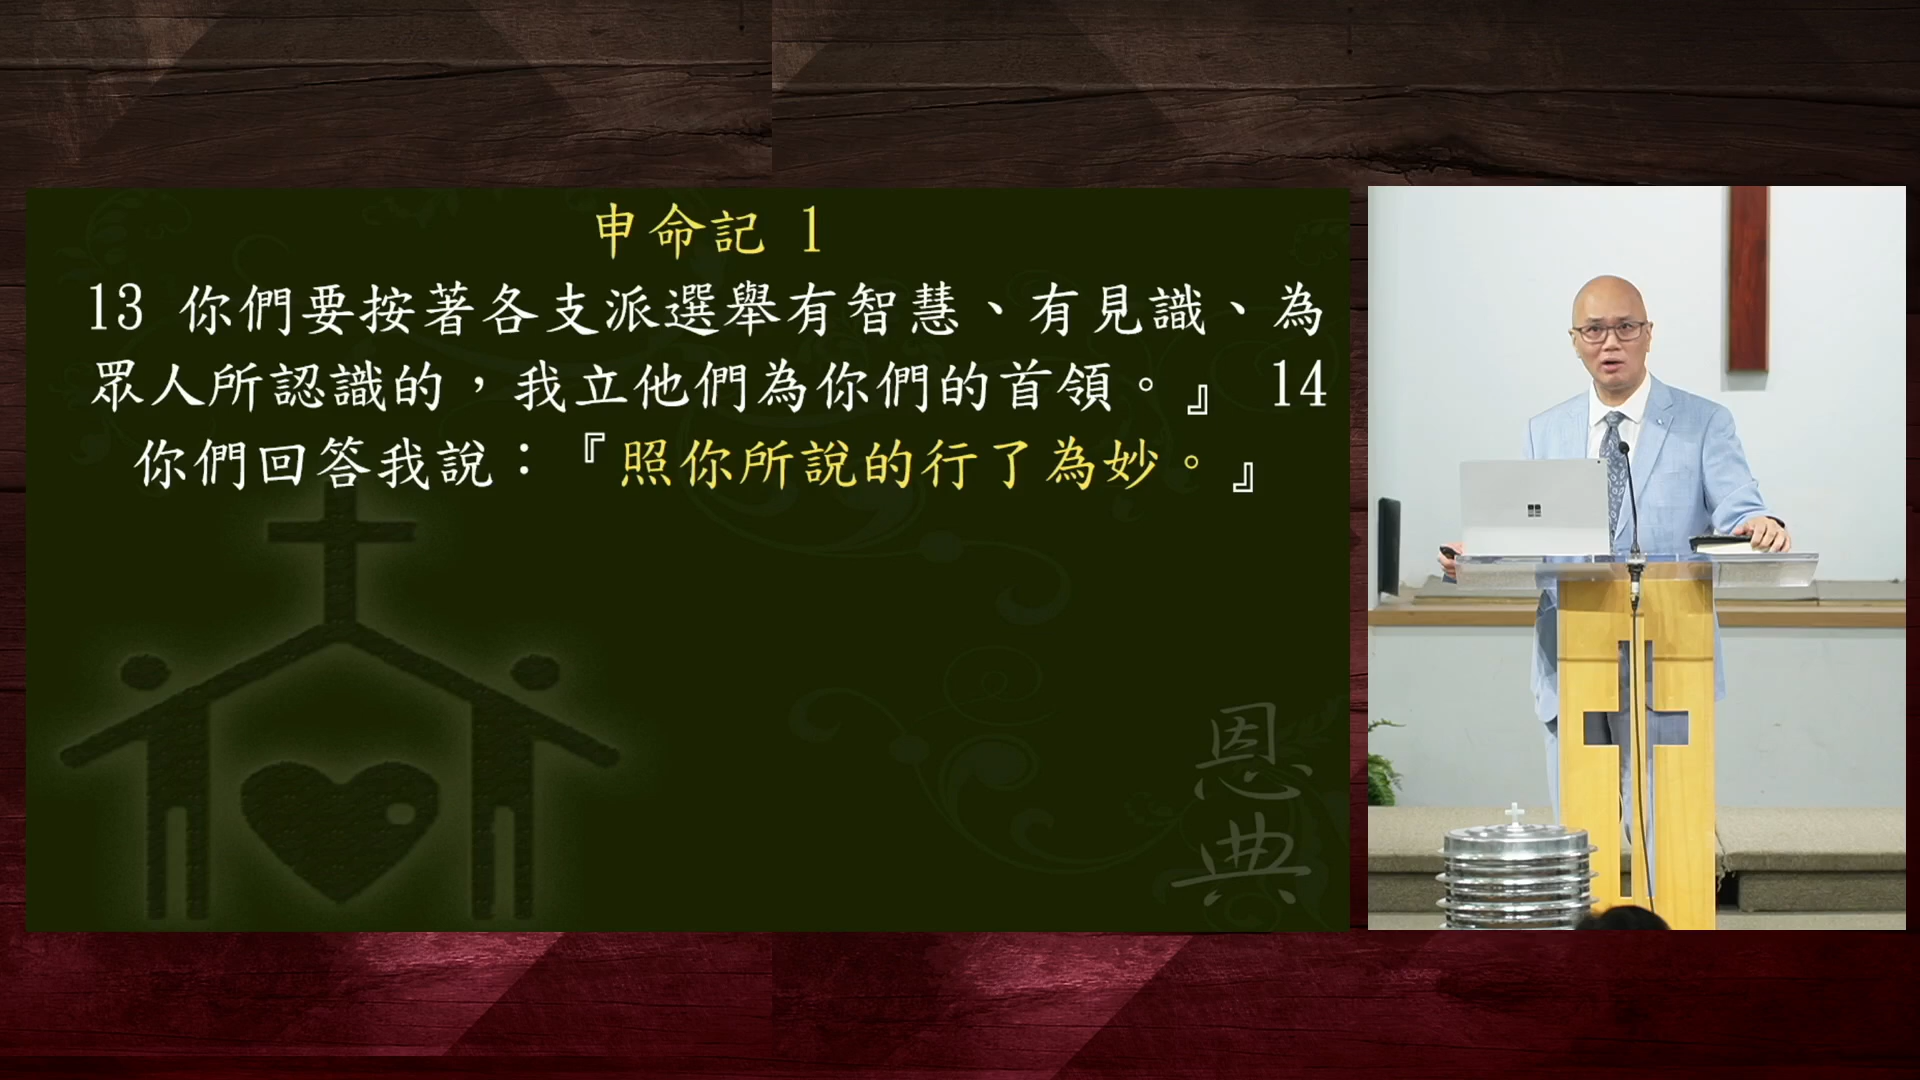 申命記 1
13 你們要按著各支派選舉有智慧、有見識、為
眾人所認識的，我立他們為你們的首領。』 14
你們回答我說：『照你所說的行了為妙。』
恩
典